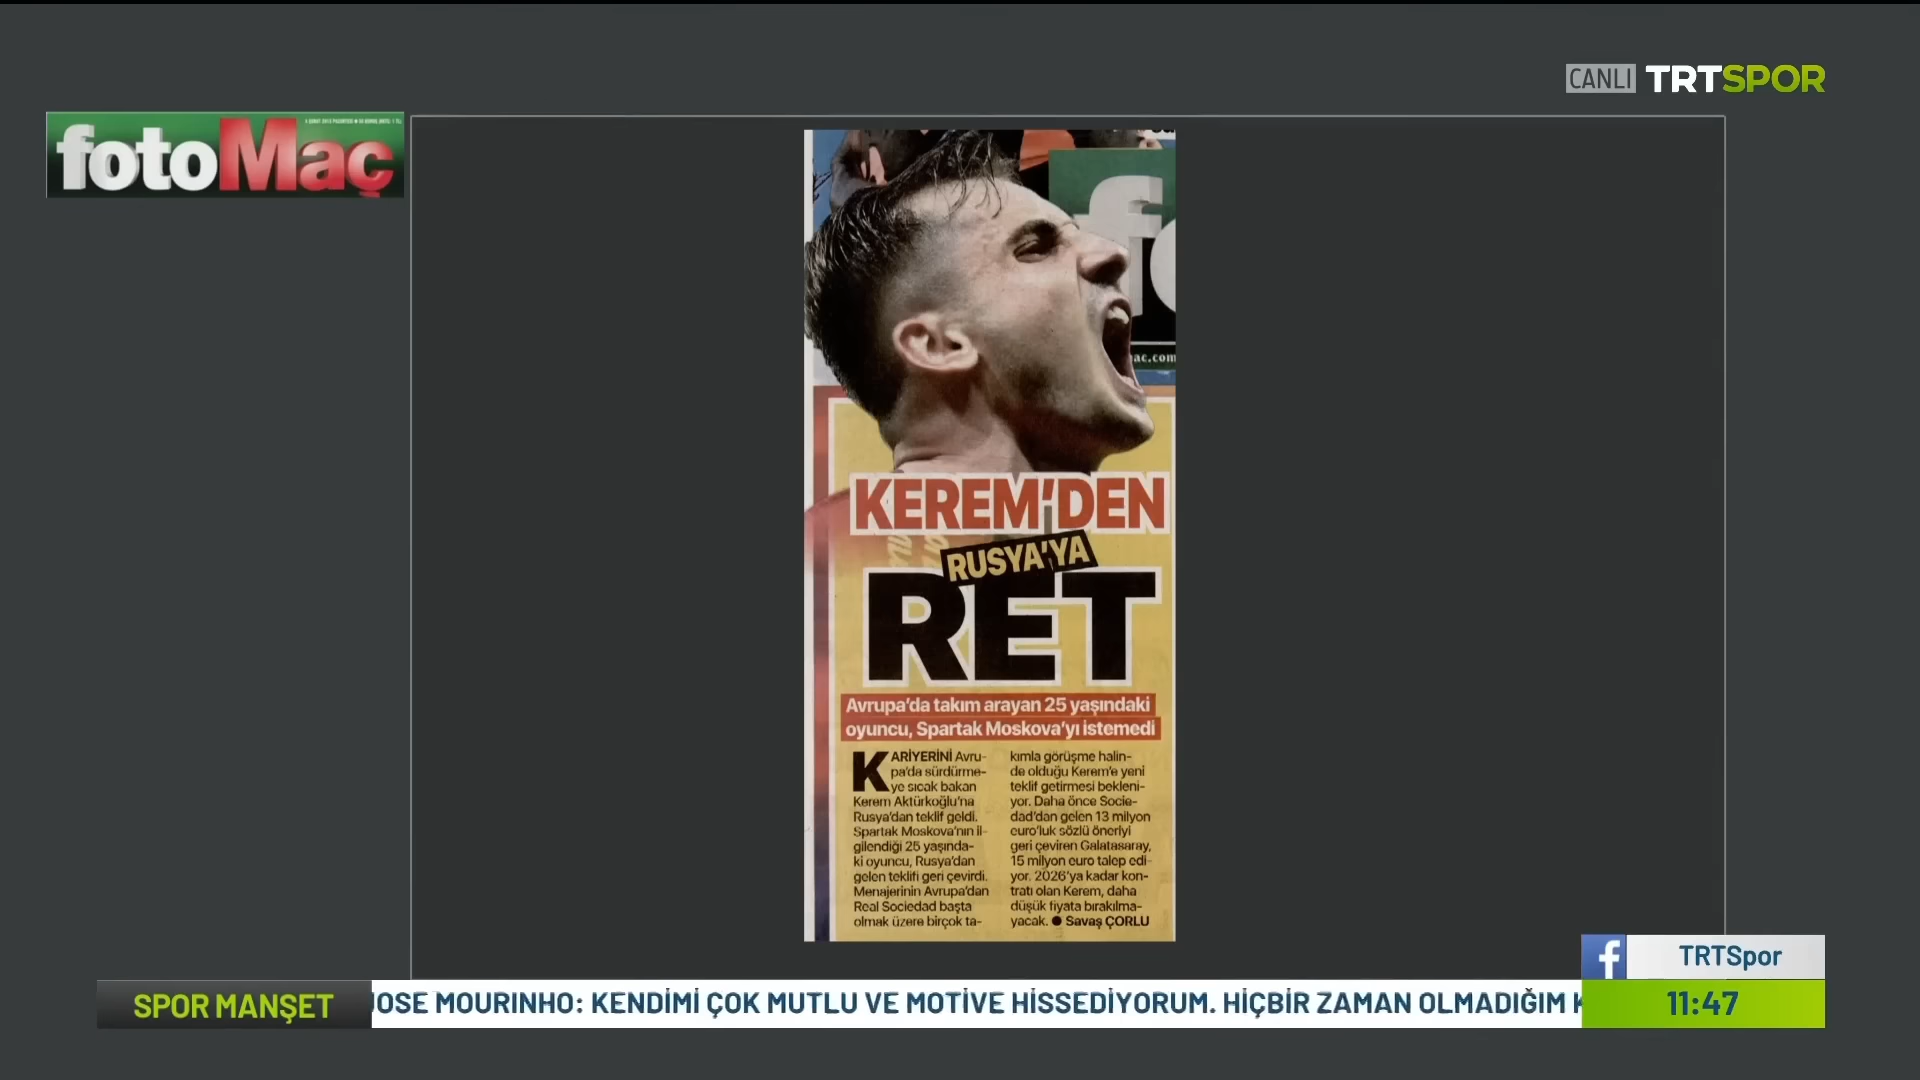 CANLI TRTSPOR
fotoMaç
ac.com
KEREM'DEN
RUSYA'YA
RET
Avrupa'da takım arayan 25 yaşındaki
oyuncu, Spartak Moskova'yı istemedi
KARİYERİNİ Avru-
pa'da sürdürme-
ye sıcak bakan
Kerem Aktürkoğlu'na
Rusya'dan teklif geldi.
Spartak Moskova'nın il-
gilendiği 25 yaşında-
ki oyuncu, Rusya'dan
gelen teklifi geri çevirdi.
Menajerinin Avrupa'dan
Real Sociedad başta
olmak üzere birçok ta-
kımla görüşme halin-
de olduğu Kerem'e yeni
teklif getirmesi bekleni-
yor. Daha önce Socie-
dad'dan gelen 13 milyon
euro'luk sözlü öneriyi
geri çeviren Galatasaray,
15 milyon euro talep edi-
yor. 2026'ya kadar kon-
tratı olan Kerem, daha
düşük fiyata bırakılma-
yacak. ● Savaş ÇORLU
f TRTSpor
SPOR MANŞET
JOSE MOURINHO: KENDİMİ ÇOK MUTLU VE MOTİVE HİSSEDİYORUM. HİÇBİR ZAMAN OLMADIĞIM K
11:47